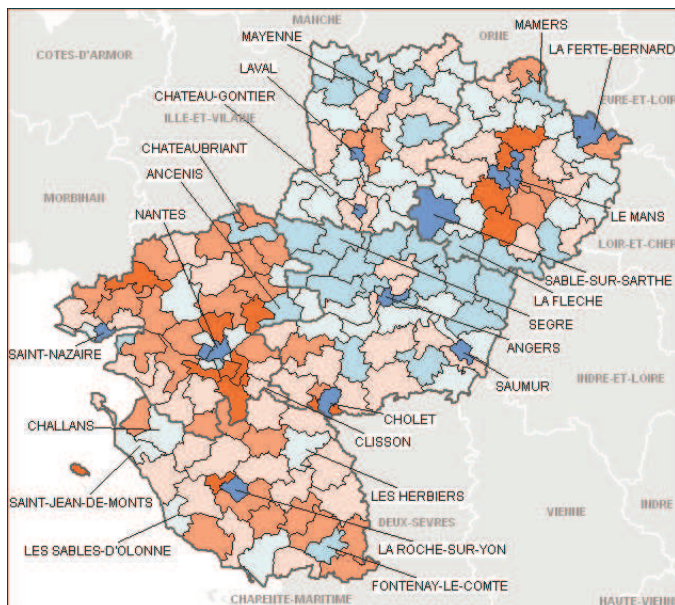 MANCHE
ORNE
MAMERS
MAYENNE
LA FERTE-BERNARD
COTES-D'ARMOR
LAVAL
CHATEAU-GONTIER
EURE-ET-LOIR
ILLE-ET-VILAINE
CHATEAUBRIANT
ANCENIS
MORBIHAN
NANTES
LE MANS
LOIR-ET-CHER
SABLE-SUR-SARTHE
LA FLECHE
SEGRE
SAINT-NAZAIRE
ANGERS
SAUMUR
INDRE-ET-LOIRE
CHALLANS
CHOLET
CLISSON
SAINT-JEAN-DE-MONTS
LES HERBIERS
VIENNE
INDRE
DEUX-SÈVRES
LES SABLES-D'OLONNE
LA ROCHE-SUR-YON
FONTENAY-LE-COMTE
CHARENTE-MARITIME
HAUTE-VIENNE